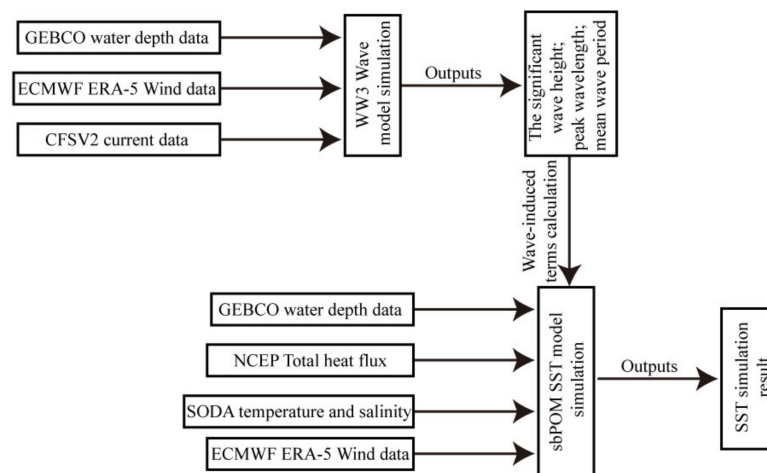 GEBCO water depth data
ECMWF ERA-5 Wind data
CFSV2 current data
WW3 Wave
model simulation
Outputs
The significant
wave height;
peak wavelength;
mean wave period
Wave-induced
terms calculation
GEBCO water depth data
NCEP Total heat flux
SODA temperature and salinity
ECMWF ERA-5 Wind data
sbPOM SST model
simulation
Outputs
SST simulation
result